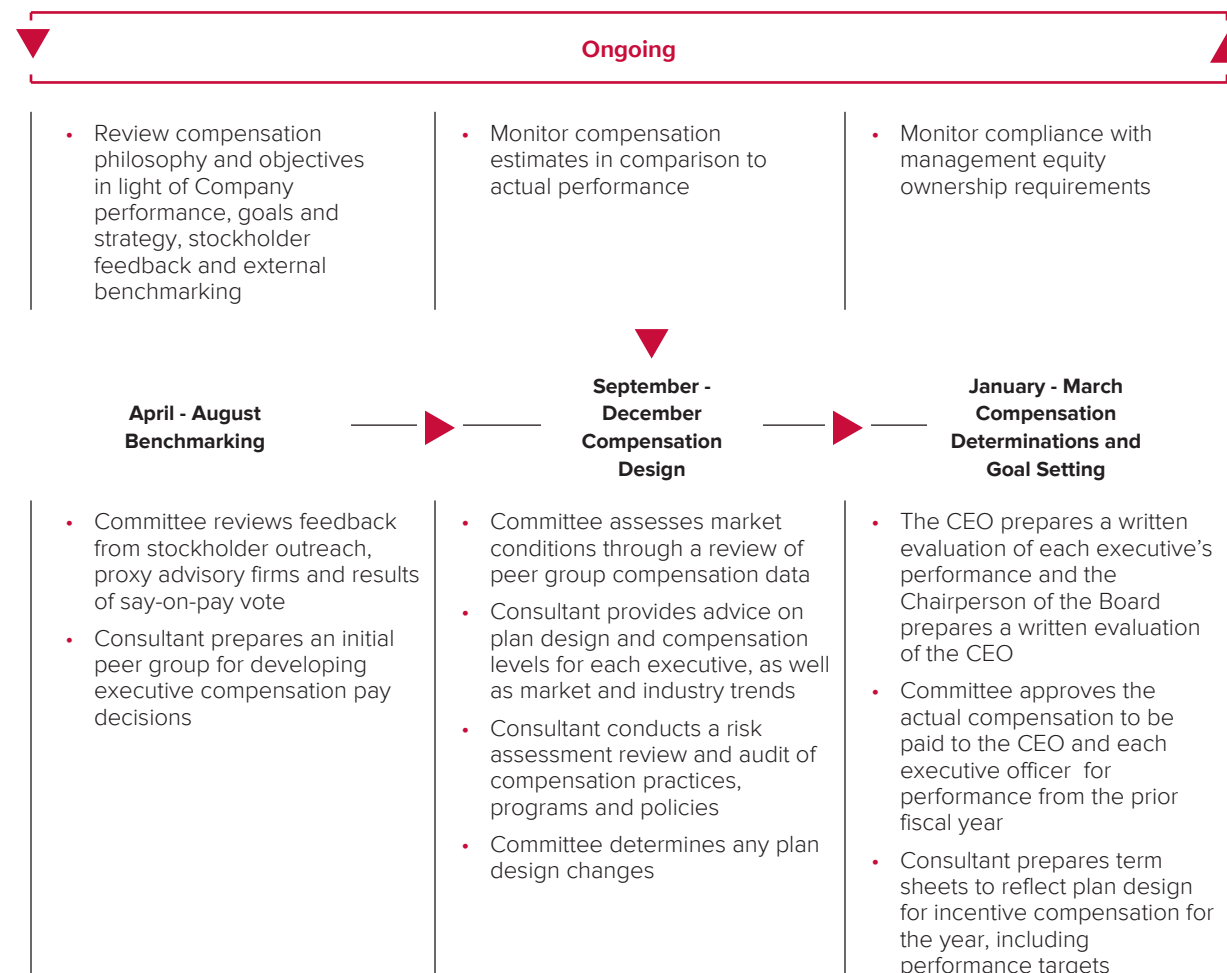 Ongoing
• Review compensation
philosophy and objectives
in light of Company
performance, goals and
strategy, stockholder
feedback and external
benchmarking
• Monitor compensation
estimates in comparison to
actual performance
• Monitor compliance with
management equity
ownership requirements
April - August
Benchmarking
September -
December
Compensation
Design
January - March
Compensation
Determinations and
Goal Setting
• Committee reviews feedback
from stockholder outreach,
proxy advisory firms and results
of say-on-pay vote
• Consultant prepares an initial
peer group for developing
executive compensation pay
decisions
• Committee assesses market
conditions through a review of
peer group compensation data
• Consultant provides advice on
plan design and compensation
levels for each executive, as well
as market and industry trends
• Consultant conducts a risk
assessment review and audit of
compensation practices,
programs and policies
• Committee determines any plan
design changes
• The CEO prepares a written
evaluation of each executive’s
performance and the
Chairperson of the Board
prepares a written evaluation
of the CEO
• Committee approves the
actual compensation to be
paid to the CEO and each
executive officer for
performance from the prior
fiscal year
• Consultant prepares term
sheets to reflect plan design
for incentive compensation for
the year, including
performance targets